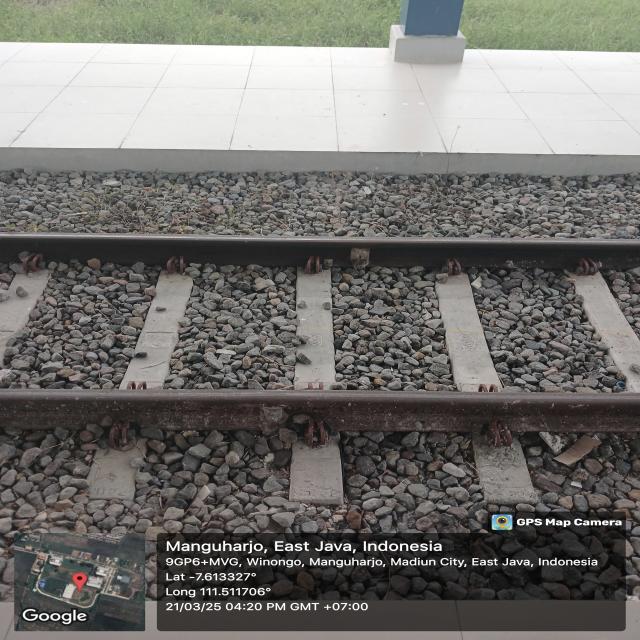 GPS Map Camera
Manguharjo, East Java, Indonesia
9GP6+MVG, Winongo, Manguharjo, Madiun City, East Java, Indonesia
Lat -7.613327°
Long 111.511706°
21/03/25 04:20 PM GMT +07:00
Google